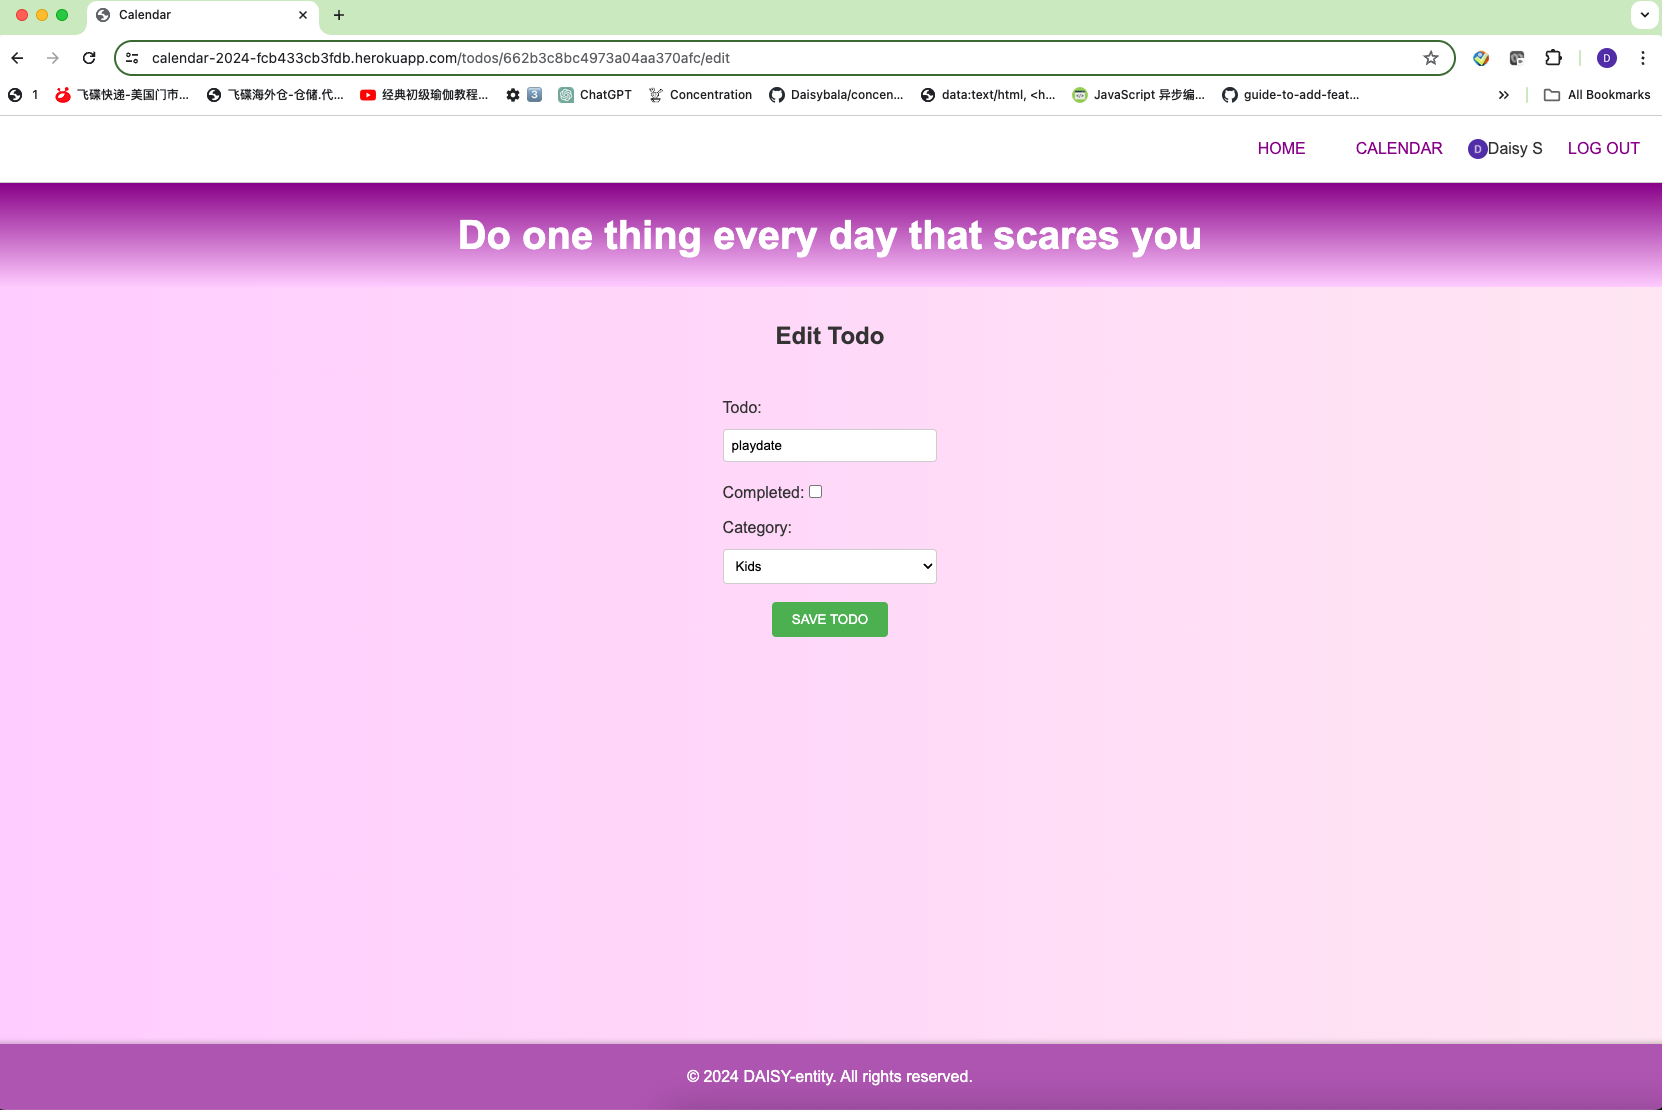 Calendar
calendar-2024-fcb433cb3fdb.herokuapp.com/todos/662b3c8bc4973a04aa370afc/edit
D
1 飞碟快递-美国门市... 飞碟海外仓-仓储.代... 经典初级瑜伽教程... 3 ChatGPT Concentration Daisybala/concen... data:text/html, <h... JavaScript 异步编... guide-to-add-feat... » All Bookmarks
HOME CALENDAR D Daisy S LOG OUT
Do one thing every day that scares you
Edit Todo
Todo:
playdate
Completed:
Category:
Kids
SAVE TODO
© 2024 DAISY-entity. All rights reserved.